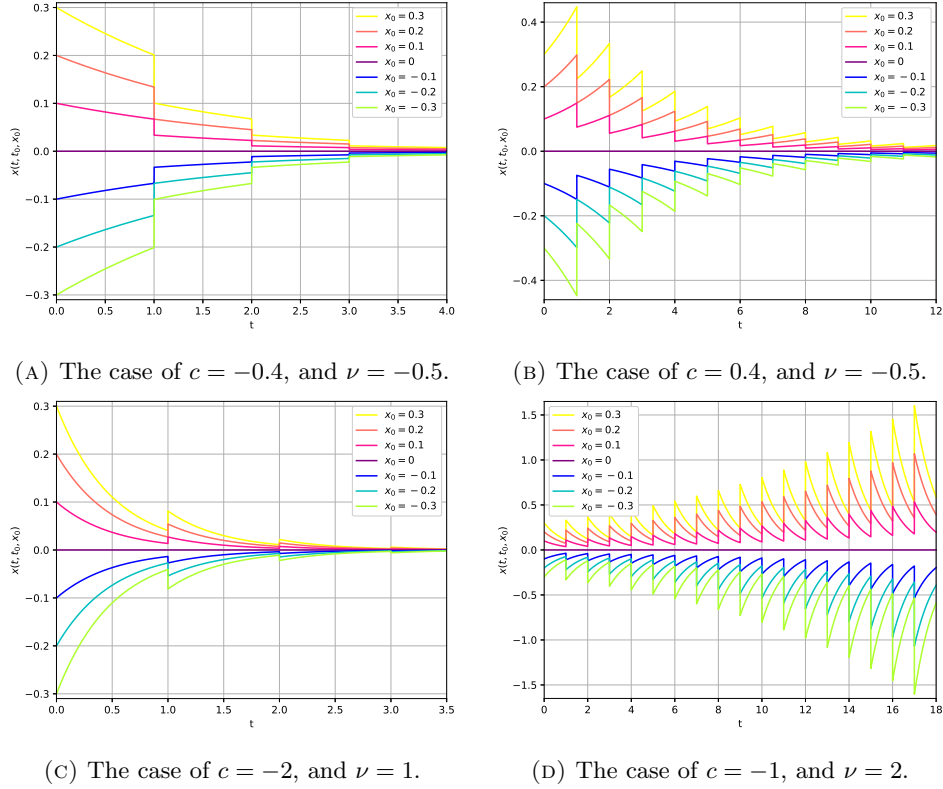 0.3
0.2
0.1
0.0
−0.1
−0.2
−0.3
x(t, t₀, x₀)
x₀ = 0.3
x₀ = 0.2
x₀ = 0.1
x₀ = 0
x₀ = −0.1
x₀ = −0.2
x₀ = −0.3
0.0 0.5 1.0 1.5 2.0 2.5 3.0 3.5 4.0
t
0.4
0.2
0.0
−0.2
−0.4
x(t, t₀, x₀)
x₀ = 0.3
x₀ = 0.2
x₀ = 0.1
x₀ = 0
x₀ = −0.1
x₀ = −0.2
x₀ = −0.3
0 2 4 6 8 10 12
t
(A) The case of c = −0.4, and ν = −0.5.
(B) The case of c = 0.4, and ν = −0.5.
0.3
0.2
0.1
0.0
−0.1
−0.2
−0.3
x(t, t₀, x₀)
x₀ = 0.3
x₀ = 0.2
x₀ = 0.1
x₀ = 0
x₀ = −0.1
x₀ = −0.2
x₀ = −0.3
0.0 0.5 1.0 1.5 2.0 2.5 3.0 3.5
t
1.5
1.0
0.5
0.0
−0.5
−1.0
−1.5
x(t, t₀, x₀)
x₀ = 0.3
x₀ = 0.2
x₀ = 0.1
x₀ = 0
x₀ = −0.1
x₀ = −0.2
x₀ = −0.3
0 2 4 6 8 10 12 14 16 18
t
(C) The case of c = −2, and ν = 1.
(D) The case of c = −1, and ν = 2.